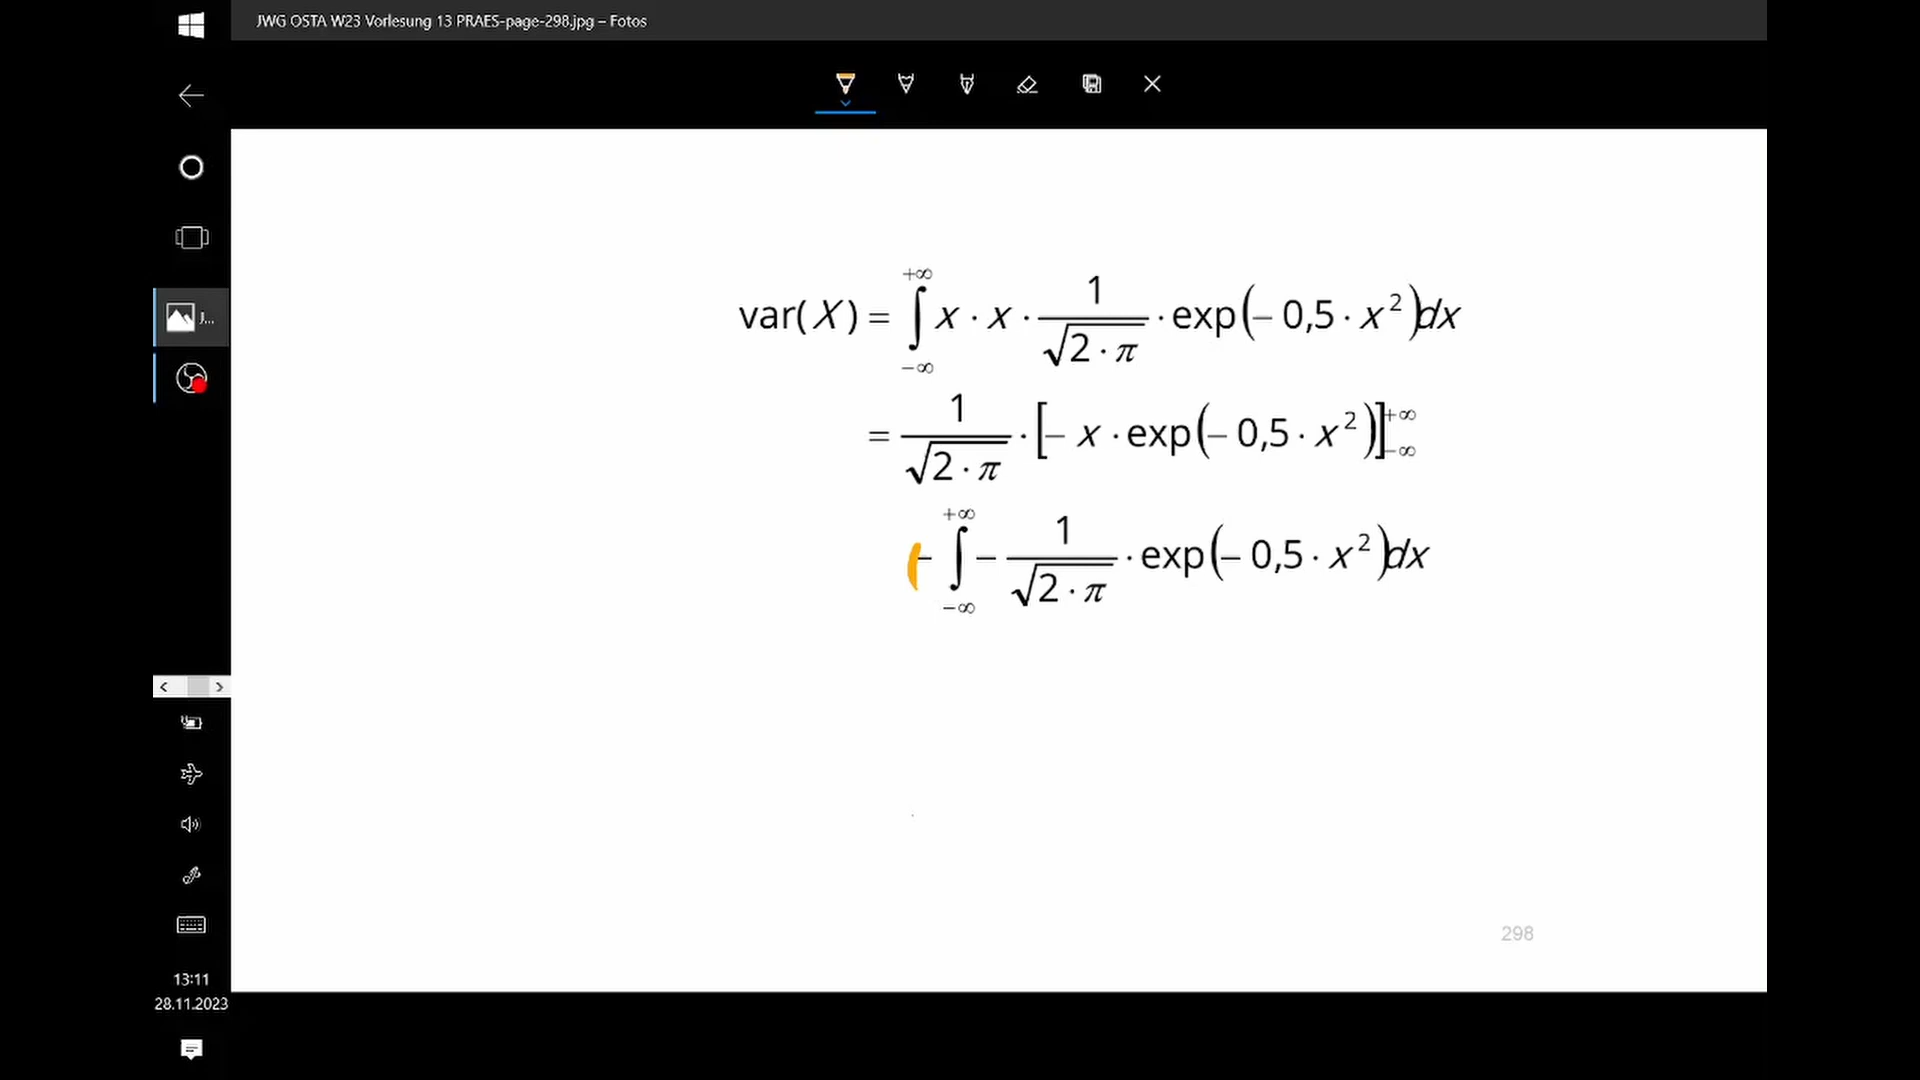 JWG OSTA W23 Vorlesung 13 PRAES-page-298.jpg – Fotos
J...
var(X) = ∫₋∞⁺∞ x · x · 1/√(2 · π) · exp(– 0,5 · x²)dx
= 1/√(2 · π) · [– x · exp(– 0,5 · x²)]₋∞⁺∞
– ∫₋∞⁺∞ – 1/√(2 · π) · exp(– 0,5 · x²)dx
298
13:11
28.11.2023